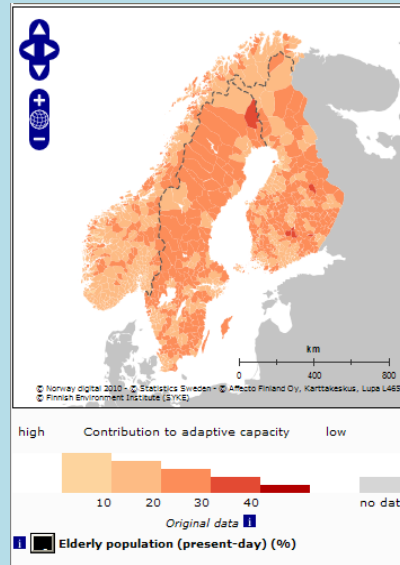 km
0 400 800
© Norway digital 2010 - © Statistics Sweden - © Affecto Finland Oy, Karttakeskus, Lupa L465
© Finnish Environment Institute (SYKE)
high Contribution to adaptive capacity low
10 20 30 40 no dat
Original data i
i Elderly population (present-day) (%)